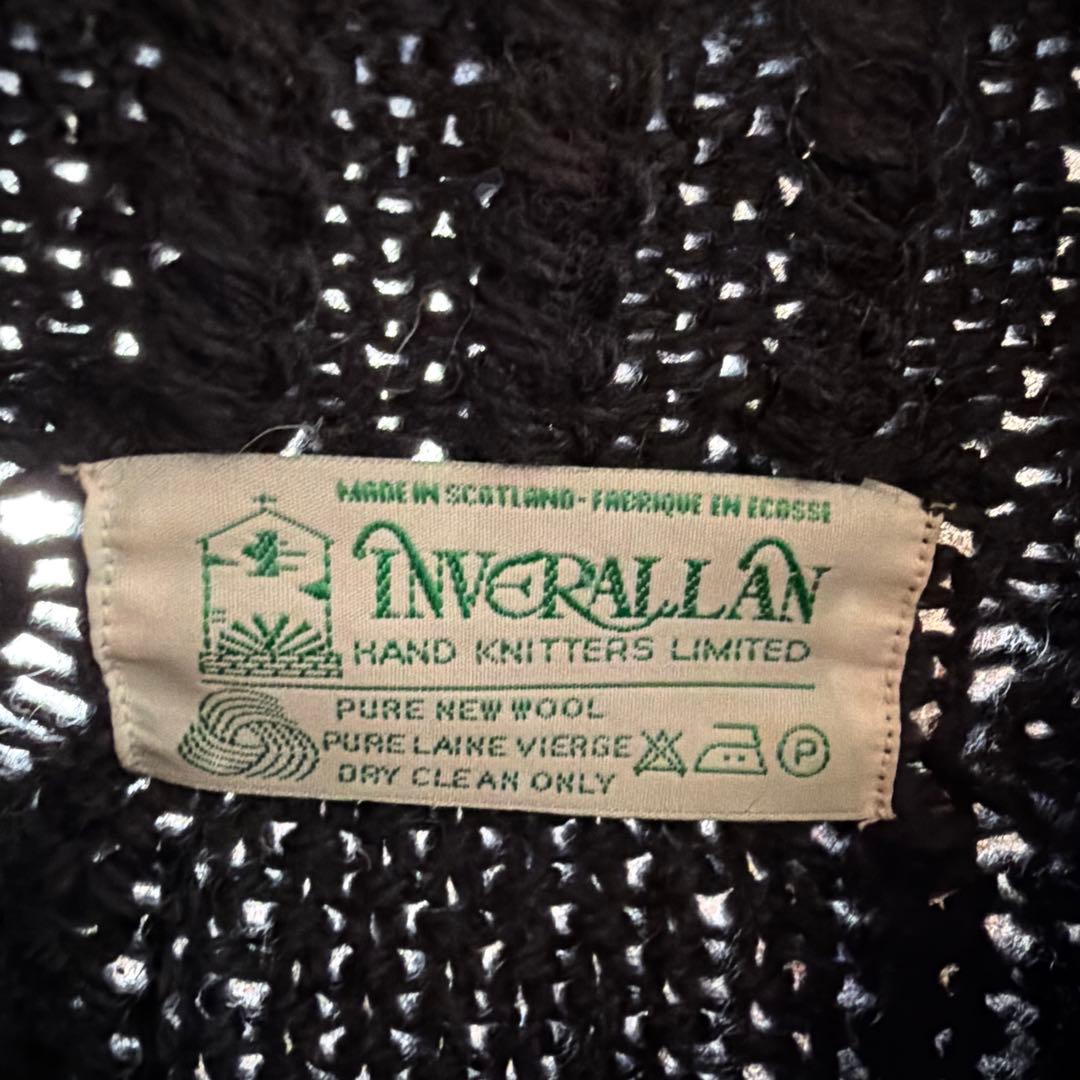 MADE IN SCOTLAND - FABRIQUE EN ECOSSE
INVERALLAN
HAND KNITTERS LIMITED
PURE NEW WOOL
PURE LAINE VIERGE
DRY CLEAN ONLY
P